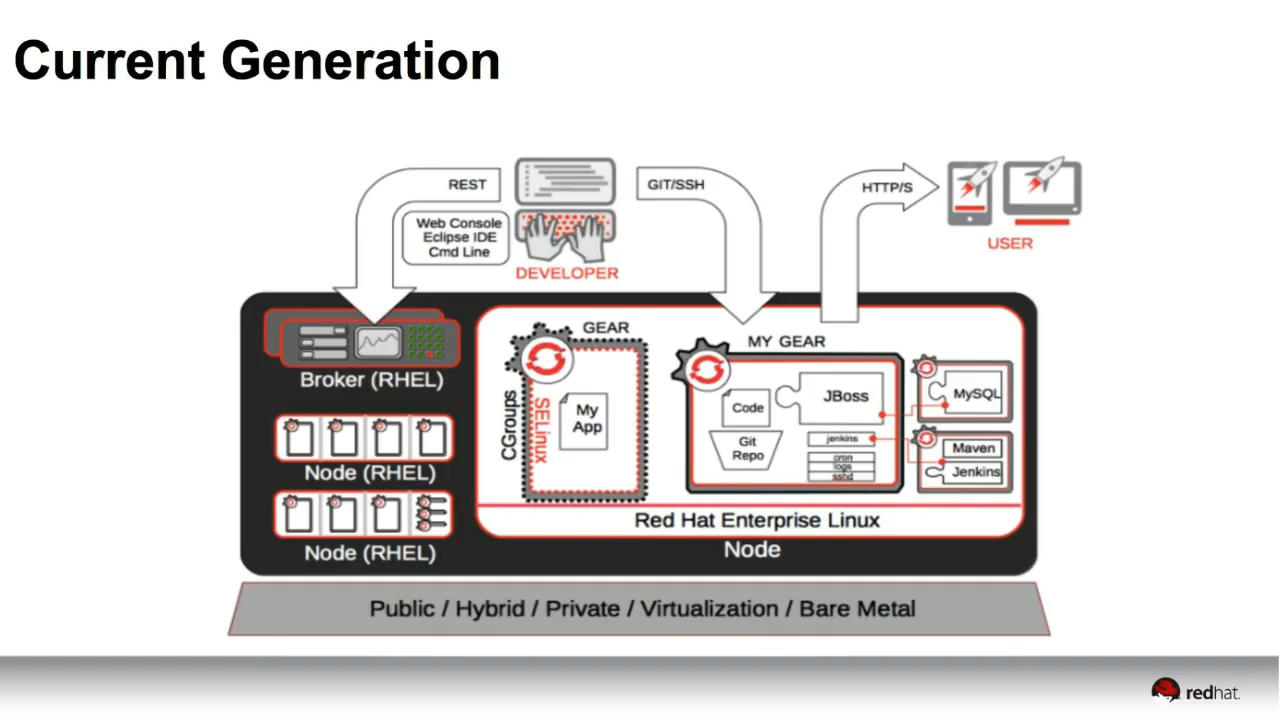 Current Generation
REST
Web Console
Eclipse IDE
Cmd Line
DEVELOPER
GIT/SSH
HTTP/S
USER
Broker (RHEL)
Node (RHEL)
Node (RHEL)
GEAR
CGroups
SELinux
My
App
MY GEAR
Code
Git
Repo
JBoss
jenkins
cron
logs
sshd
MySQL
Maven
Jenkins
Red Hat Enterprise Linux
Node
Public / Hybrid / Private / Virtualization / Bare Metal
redhat.